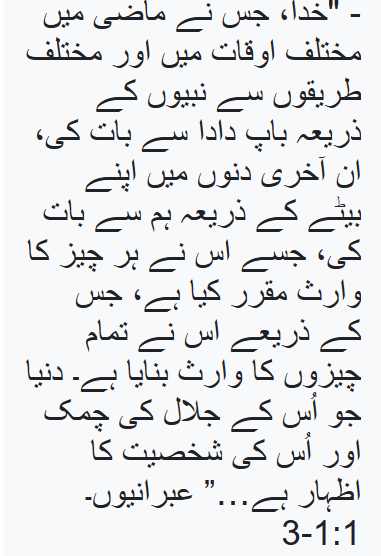 - "خدا، جس نے ماضی میں
مختلف اوقات میں اور مختلف
طریقوں سے نبیوں کے
ذریعہ باپ دادا سے بات کی،
ان آخری دنوں میں اپنے
بیٹے کے ذریعہ ہم سے بات
کی، جسے اس نے ہر چیز کا
وارث مقرر کیا ہے، جس
کے ذریعے اس نے تمام
چیزوں کا وارث بنایا ہے۔ دنیا
جو اُس کے جلال کی چمک
اور اُس کی شخصیت کا
اظہار ہے…” عبرانیوں۔
3-1:1